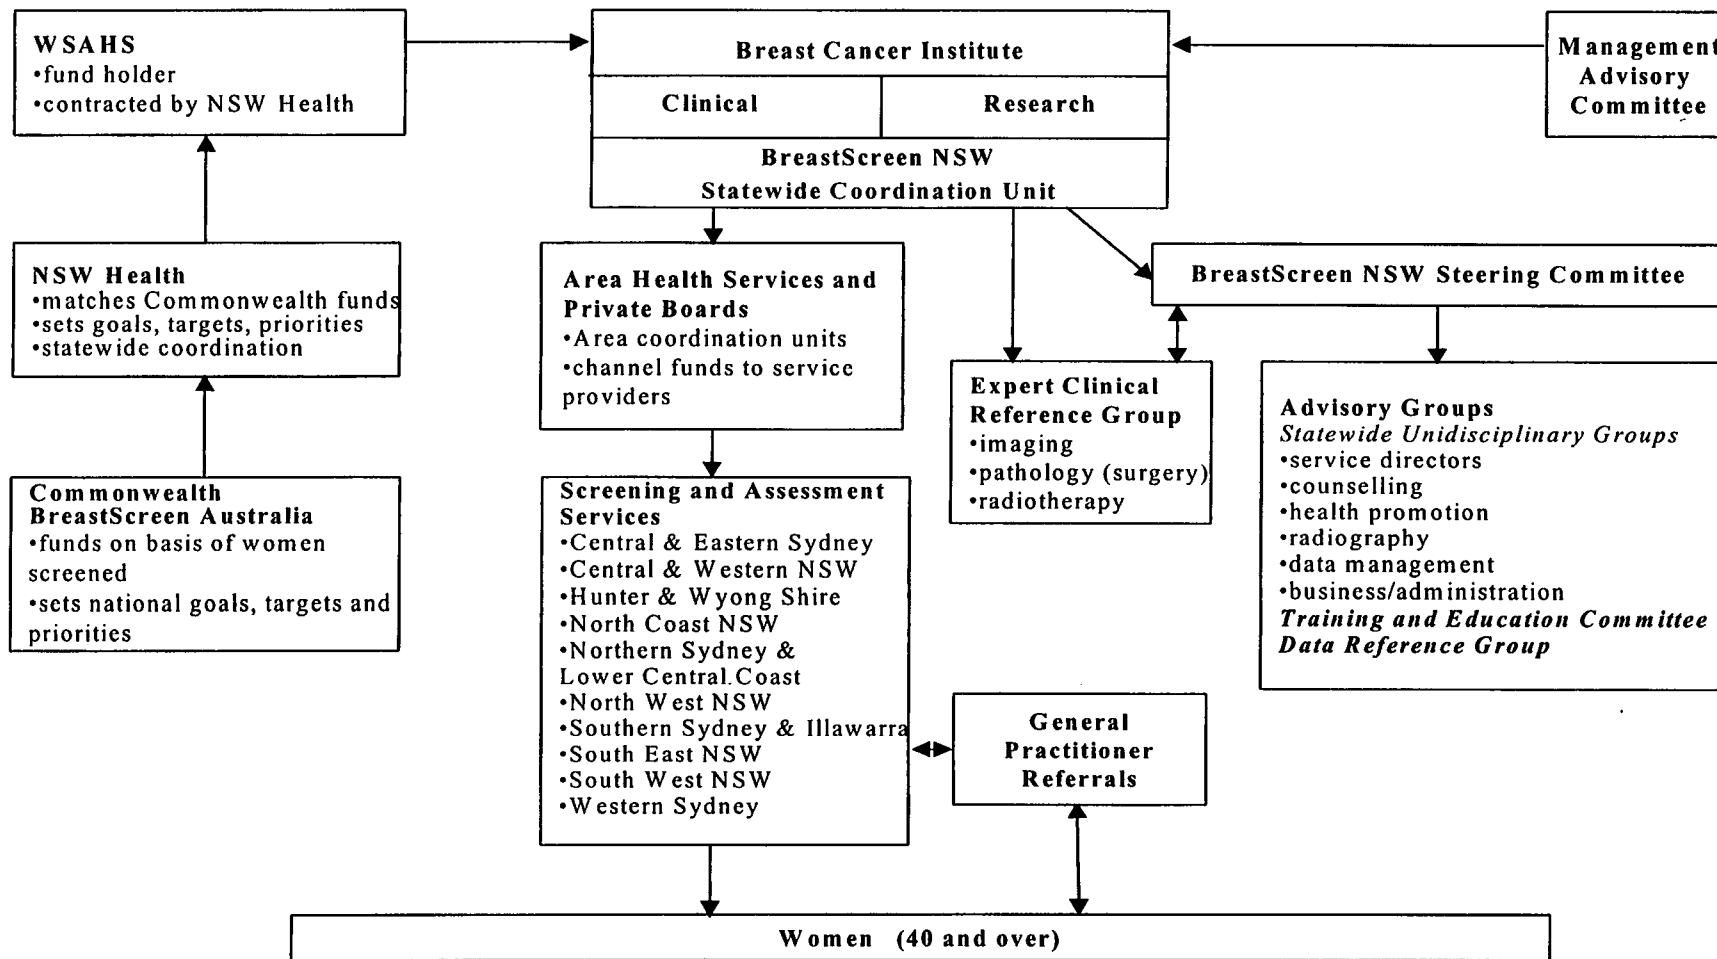 WSAHS
•fund holder
•contracted by NSW Health
Breast Cancer Institute
Clinical
Research
BreastScreen NSW
Statewide Coordination Unit
Management
Advisory
Committee
NSW Health
•matches Commonwealth funds
•sets goals, targets, priorities
•statewide coordination
Area Health Services and
Private Boards
•Area coordination units
•channel funds to service
providers
BreastScreen NSW Steering Committee
Expert Clinical
Reference Group
•imaging
•pathology (surgery)
•radiotherapy
Advisory Groups
Statewide Unidisciplinary Groups
•service directors
•counselling
•health promotion
•radiography
•data management
•business/administration
Training and Education Committee
Data Reference Group
Commonwealth
BreastScreen Australia
•funds on basis of women
screened
•sets national goals, targets and
priorities
Screening and Assessment
Services
•Central & Eastern Sydney
•Central & Western NSW
•Hunter & Wyong Shire
•North Coast NSW
•Northern Sydney &
Lower Central.Coast
•North West NSW
•Southern Sydney & Illawarra
•South East NSW
•South West NSW
•Western Sydney
General
Practitioner
Referrals
Women (40 and over)